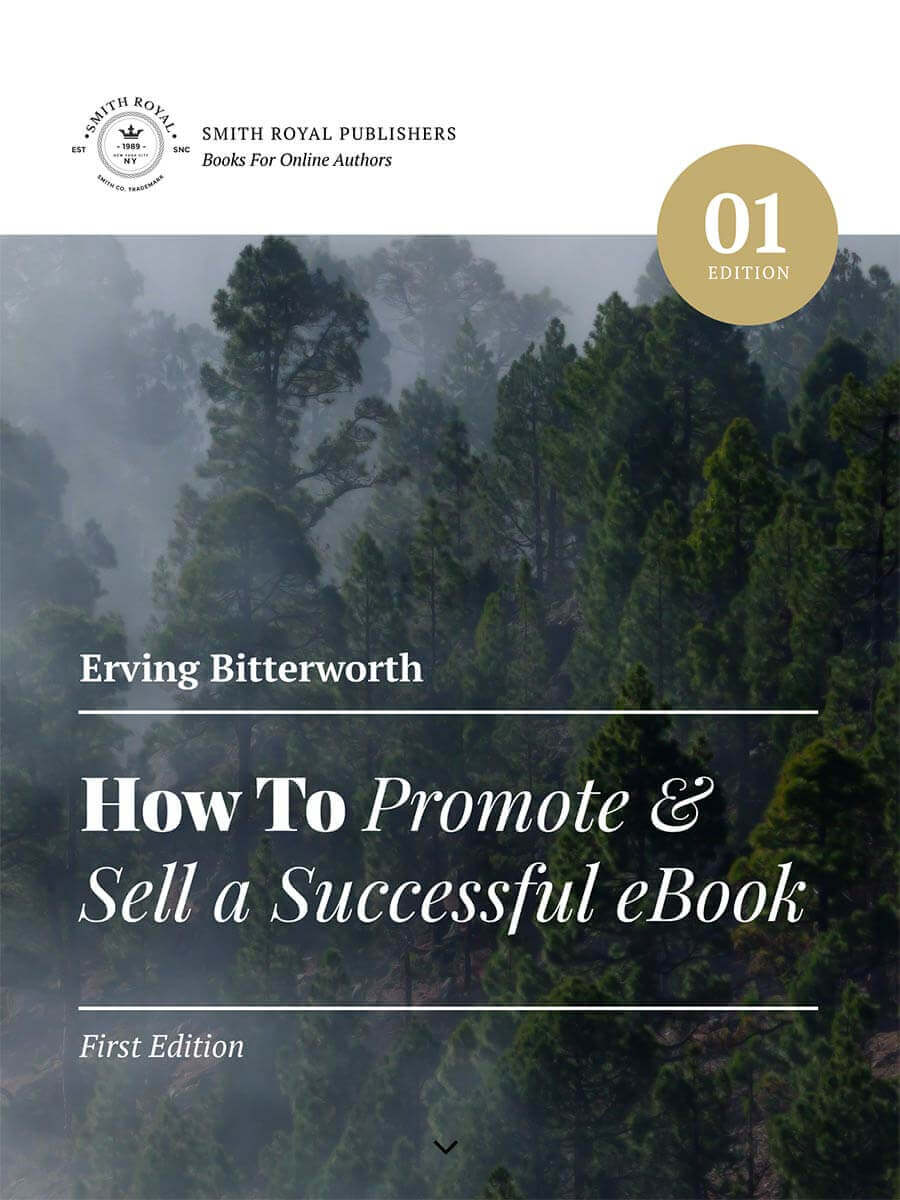 SMITH ROYAL
EST
- 1989 -
NEW YORK CITY
NY
SNC
SMITH CO. TRADEMARK
SMITH ROYAL PUBLISHERS
Books For Online Authors
01
EDITION
Erving Bitterworth
How To Promote &
Sell a Successful eBook
First Edition